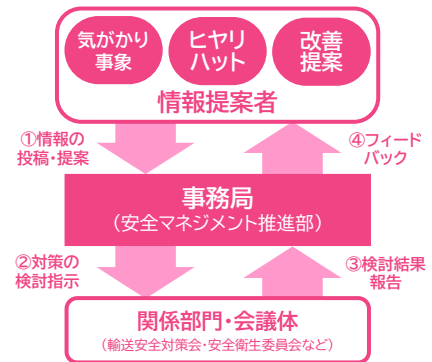 気がかり
事象
ヒヤリ
ハット
改善
提案
情報提案者
①情報の
投稿・提案
④フィード
バック
事務局
（安全マネジメント推進部）
②対策の
検討指示
③検討結果
報告
関係部門・会議体
（輸送安全対策会・安全衛生委員会など）